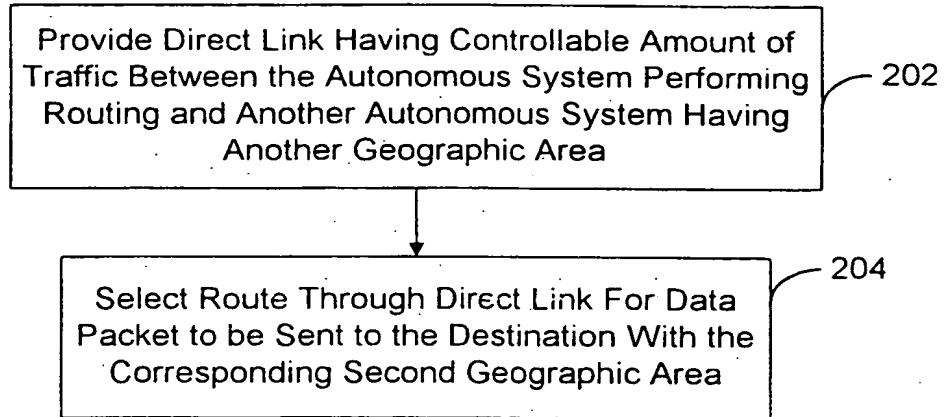 Provide Direct Link Having Controllable Amount of
Traffic Between the Autonomous System Performing
Routing and Another Autonomous System Having
Another Geographic Area
202
Select Route Through Direct Link For Data
Packet to be Sent to the Destination With the
Corresponding Second Geographic Area
204